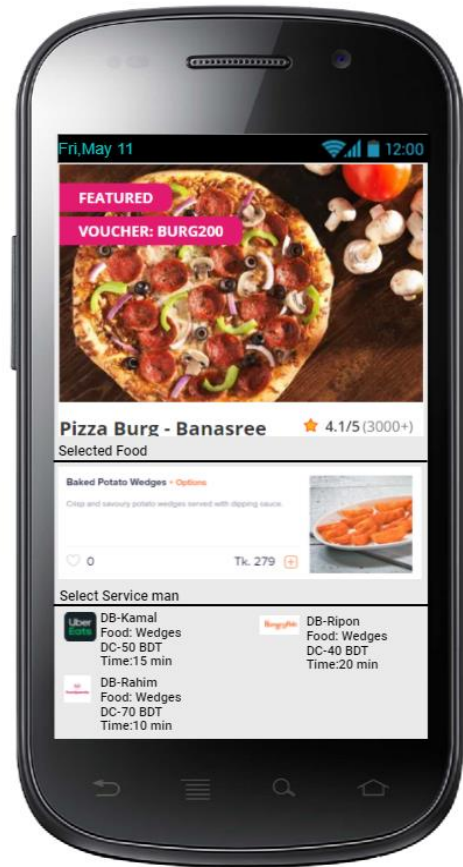 Fri,May 11
12:00
FEATURED
VOUCHER: BURG200
Pizza Burg - Banasree
4.1/5 (3000+)
Selected Food
Baked Potato Wedges • Options
Crisp and savoury potato wedges served with dipping sauce.
0
Tk. 279
Select Service man
Uber
Eats
DB-Kamal
Food: Wedges
DC-50 BDT
Time:15 min
DB-Ripon
Food: Wedges
DC-40 BDT
Time:20 min
foodpanda
DB-Rahim
Food: Wedges
DC-70 BDT
Time:10 min